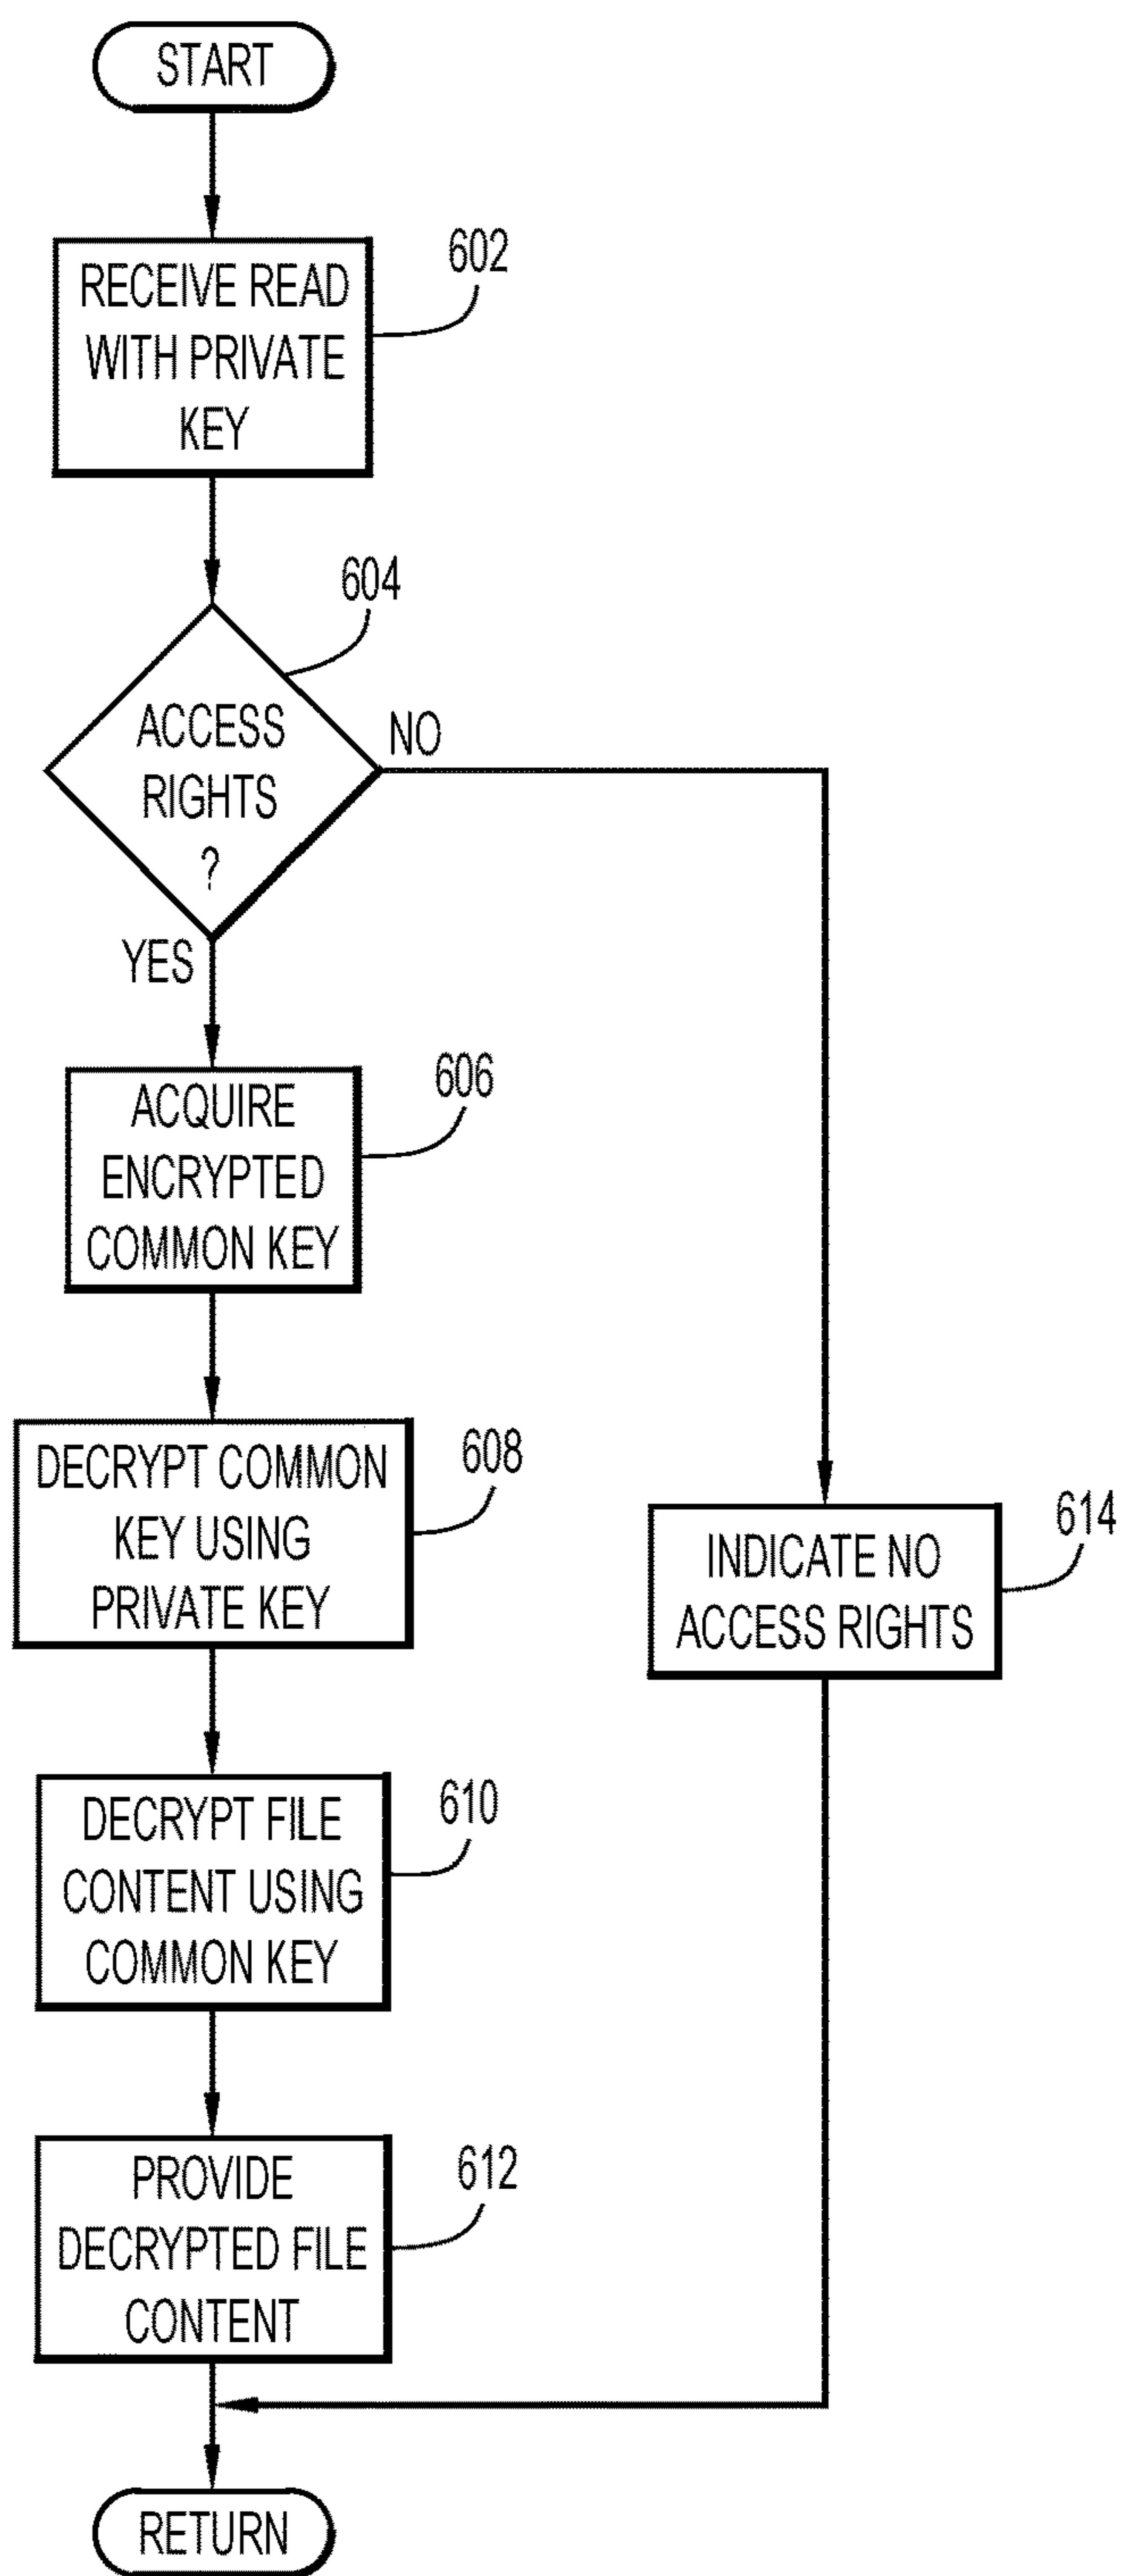 START
602
RECEIVE READ
WITH PRIVATE
KEY
604
ACCESS
RIGHTS
?
NO
YES
606
ACQUIRE
ENCRYPTED
COMMON KEY
608
DECRYPT COMMON
KEY USING
PRIVATE KEY
614
INDICATE NO
ACCESS RIGHTS
610
DECRYPT FILE
CONTENT USING
COMMON KEY
612
PROVIDE
DECRYPTED FILE
CONTENT
RETURN